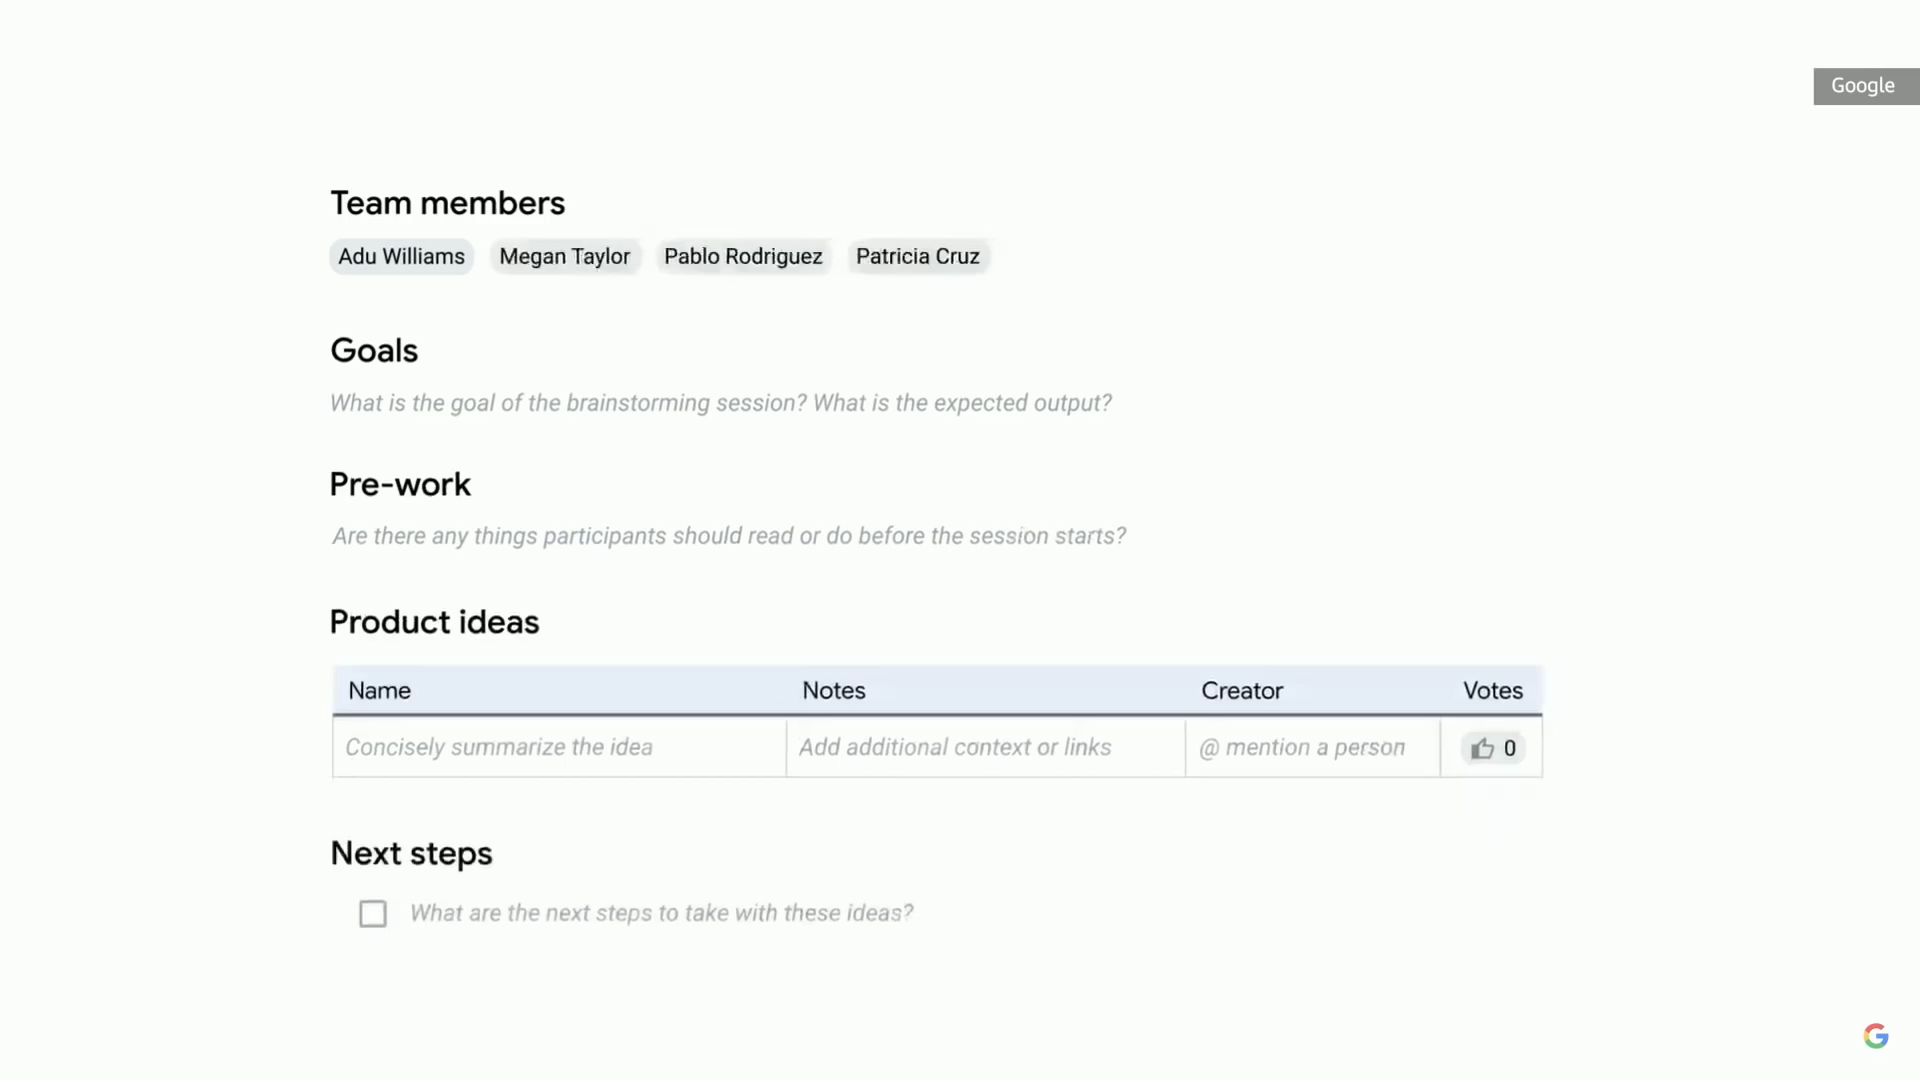 Google
Team members
Adu Williams Megan Taylor Pablo Rodriguez Patricia Cruz
Goals
What is the goal of the brainstorming session? What is the expected output?
Pre-work
Are there any things participants should read or do before the session starts?
Product ideas
Name Notes Creator Votes
Concisely summarize the idea Add additional context or links @ mention a person 0
Next steps
What are the next steps to take with these ideas?
G